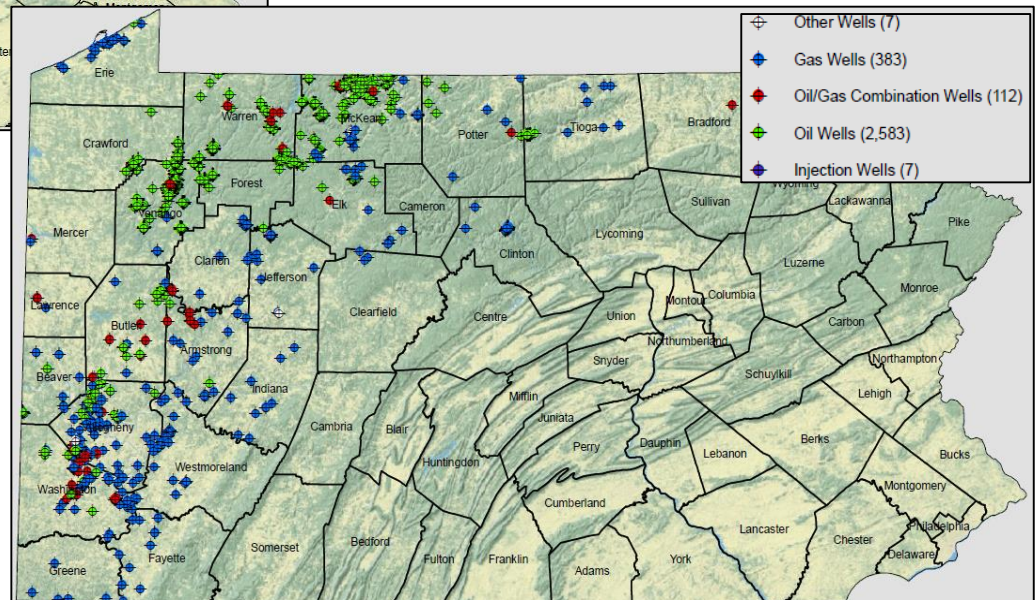 Other Wells (7)
Gas Wells (383)
Oil/Gas Combination Wells (112)
Oil Wells (2,583)
Injection Wells (7)
Erie
Warren
McKean
Potter
Tioga
Bradford
Crawford
Forest
Elk
Cameron
Sullivan
Wyoming
Lackawanna
Pike
Venango
Mercer
Clarion
Jefferson
Clinton
Lycoming
Luzerne
Monroe
Lawrence
Butler
Armstrong
Clearfield
Centre
Union
Montour
Columbia
Northumberland
Carbon
Snyder
Schuylkill
Northampton
Lehigh
Beaver
Indiana
Allegheny
Cambria
Blair
Mifflin
Juniata
Perry
Dauphin
Lebanon
Berks
Bucks
Huntingdon
Westmoreland
Washington
Cumberland
Montgomery
Lancaster
Chester
Philadelphia
Delaware
Greene
Fayette
Somerset
Bedford
Fulton
Franklin
Adams
York